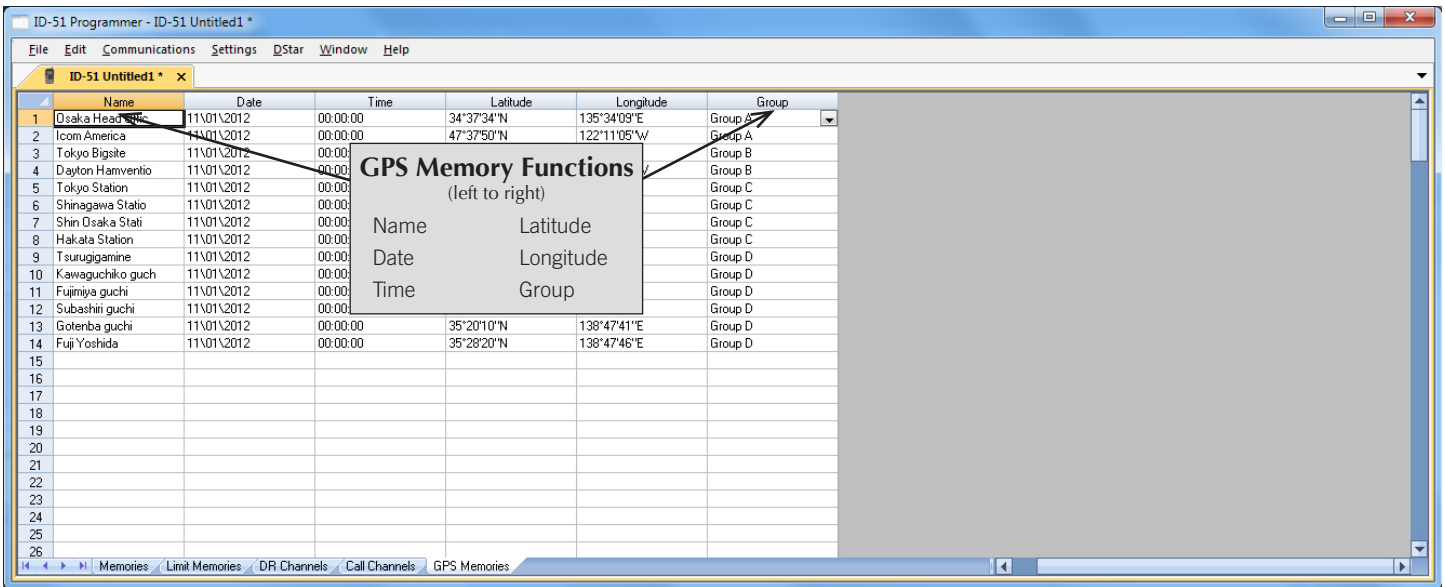 ID-51 Programmer - ID-51 Untitled1 *
File Edit Communications Settings DStar Window Help
ID-51 Untitled1 * x
Name Date Time Latitude Longitude Group
1 Osaka Head 11\01\2012 00:00:00 34°37'34"N 135°34'09"E Group A
2 Icom America 11\01\2012 00:00:00 47°37'50"N 122°11'05"W Group A
3 Tokyo Bigsite 11\01\2012 Group B
4 Dayton Hamventio 11\01\2012 Group B
5 Tokyo Station 11\01\2012 Group C
6 Shinagawa Statio 11\01\2012 Group C
7 Shin Osaka Stati 11\01\2012 Group C
8 Hakata Station 11\01\2012 Group C
9 Tsurugigamine 11\01\2012 Group D
10 Kawaguchiko guch 11\01\2012 Group D
11 Fujimiya guchi 11\01\2012 Group D
12 Subashiri guchi 11\01\2012 Group D
13 Gotenba guchi 11\01\2012 00:00:00 35°20'10"N 138°47'41"E Group D
14 Fuji Yoshida 11\01\2012 00:00:00 35°28'20"N 138°47'46"E Group D
15
16
17
18
19
20
21
22
23
24
25
26
GPS Memory Functions
(left to right)
Name Latitude
Date Longitude
Time Group
Memories Limit Memories DR Channels Call Channels GPS Memories